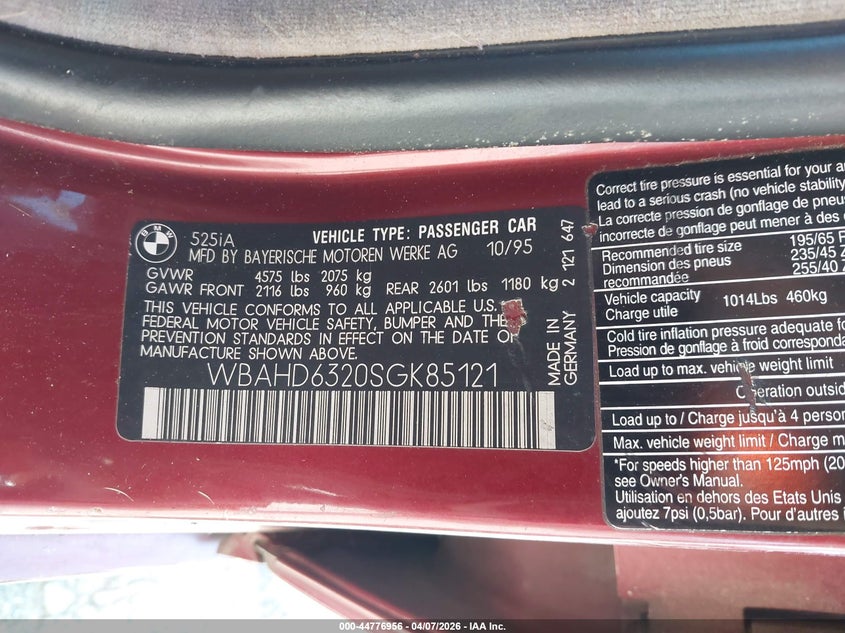 BMW
525iA
VEHICLE TYPE: PASSENGER CAR
MFD BY BAYERISCHE MOTOREN WERKE AG 10/95
GVWR 4575 lbs 2075 kg
GAWR FRONT 2116 lbs 960 kg REAR 2601 lbs 1180 kg
THIS VEHICLE CONFORMS TO ALL APPLICABLE U.S.
FEDERAL MOTOR VEHICLE SAFETY, BUMPER AND THE
PREVENTION STANDARDS IN EFFECT ON THE DATE OF
MANUFACTURE SHOWN ABOVE.
WBAHD6320SGK85121
MADE IN
GERMANY
2 121 647
Correct tire pressure is essential for your
lead to a serious crash (no vehicle stability
La correcte pression de gonflage de pneus
incorrecte de gonflage peut mener à des
Recommended tire size
Dimension des pneus
recommandée
195/65
235/45
255/40
Vehicle capacity
Charge utile
1014Lbs 460kg
Cold tire inflation pressure adequate
Pression de gonflage à froid
Load up to max. vehicle weight limit
Operation outside
Load up to / Charge jusqu'à 4
Max. vehicle weight limit / Charge
*For speeds higher than 125mph
see Owner's Manual.
Utilisation en dehors des Etats Unis
ajoutez 7psi (0,5bar). Pour d'autres
000-44776956 - 04/07/2026 - IAA Inc.